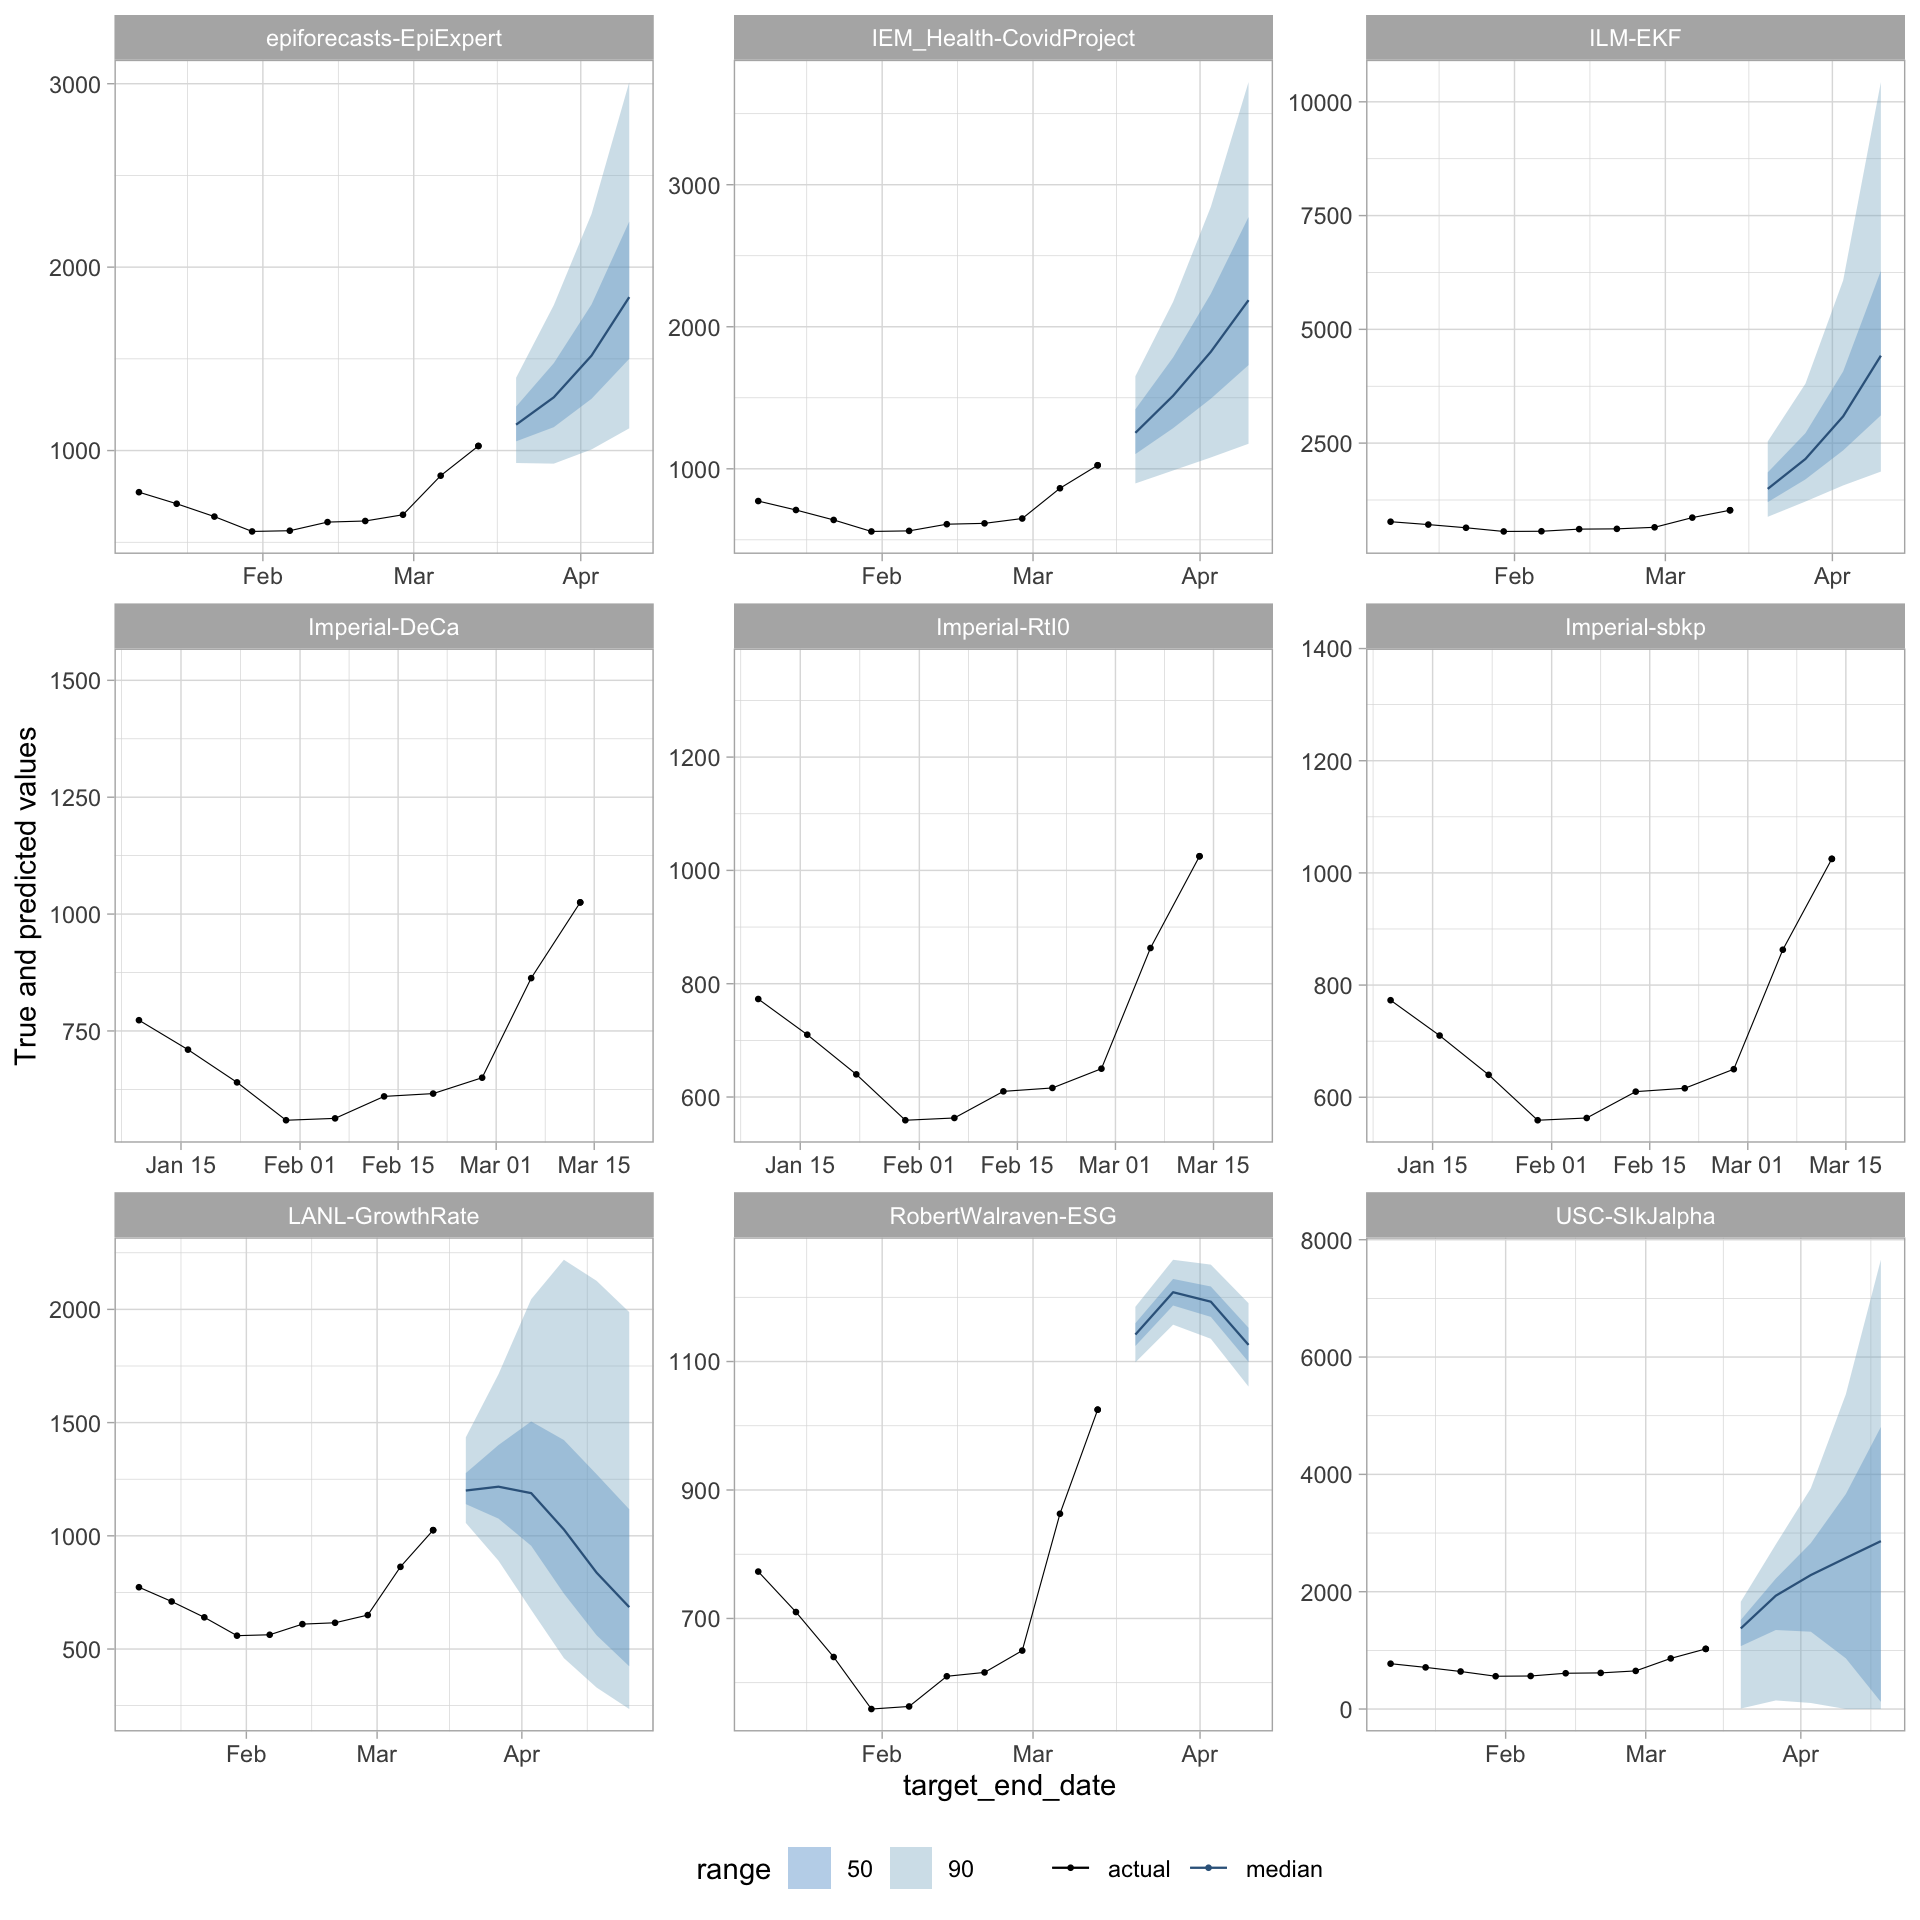 epiforecasts-EpiExpert
IEM_Health-CovidProject
ILM-EKF
3000
2000
1000
Feb Mar Apr
3000
2000
1000
Feb Mar Apr
10000
7500
5000
2500
Feb Mar Apr
True and predicted values
Imperial-DeCa
Imperial-RtI0
Imperial-sbkp
1500
1250
1000
750
Jan 15 Feb 01 Feb 15 Mar 01 Mar 15
1200
1000
800
600
Jan 15 Feb 01 Feb 15 Mar 01 Mar 15
1400
1200
1000
800
600
Jan 15 Feb 01 Feb 15 Mar 01 Mar 15
LANL-GrowthRate
RobertWalraven-ESG
USC-SIkJalpha
2000
1500
1000
500
Feb Mar Apr
1100
900
700
Feb Mar Apr
8000
6000
4000
2000
0
Feb Mar Apr
target_end_date
range 50 90 actual median